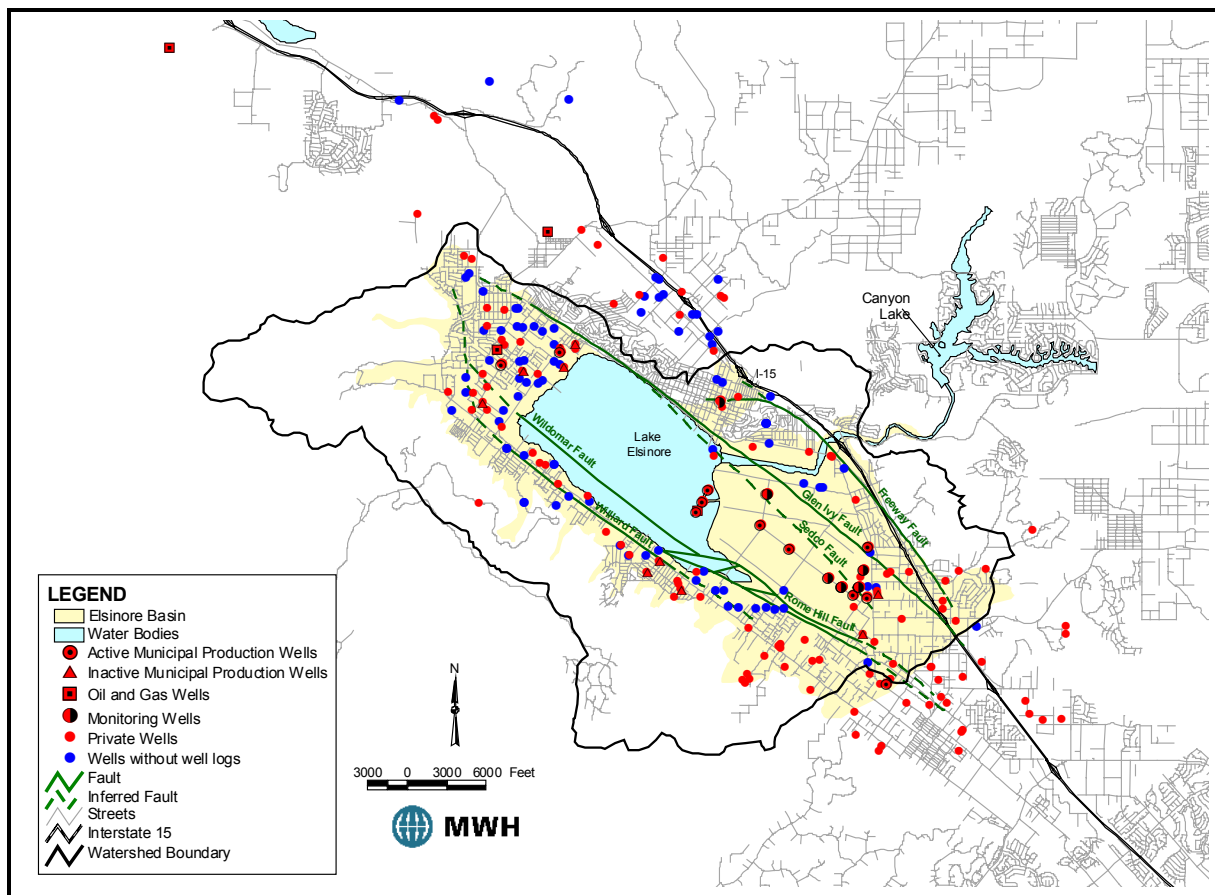 Canyon
Lake
I-15
Lake
Elsinore
Wildomar Fault
Willard Fault
Glen Ivy Fault
Sedco Fault
Freeway Fault
Rome Hill Fault
LEGEND
Elsinore Basin
Water Bodies
Active Municipal Production Wells
Inactive Municipal Production Wells
Oil and Gas Wells
Monitoring Wells
Private Wells
Wells without well logs
Fault
Inferred Fault
Streets
Interstate 15
Watershed Boundary
N
3000 0 3000 6000 Feet
MWH